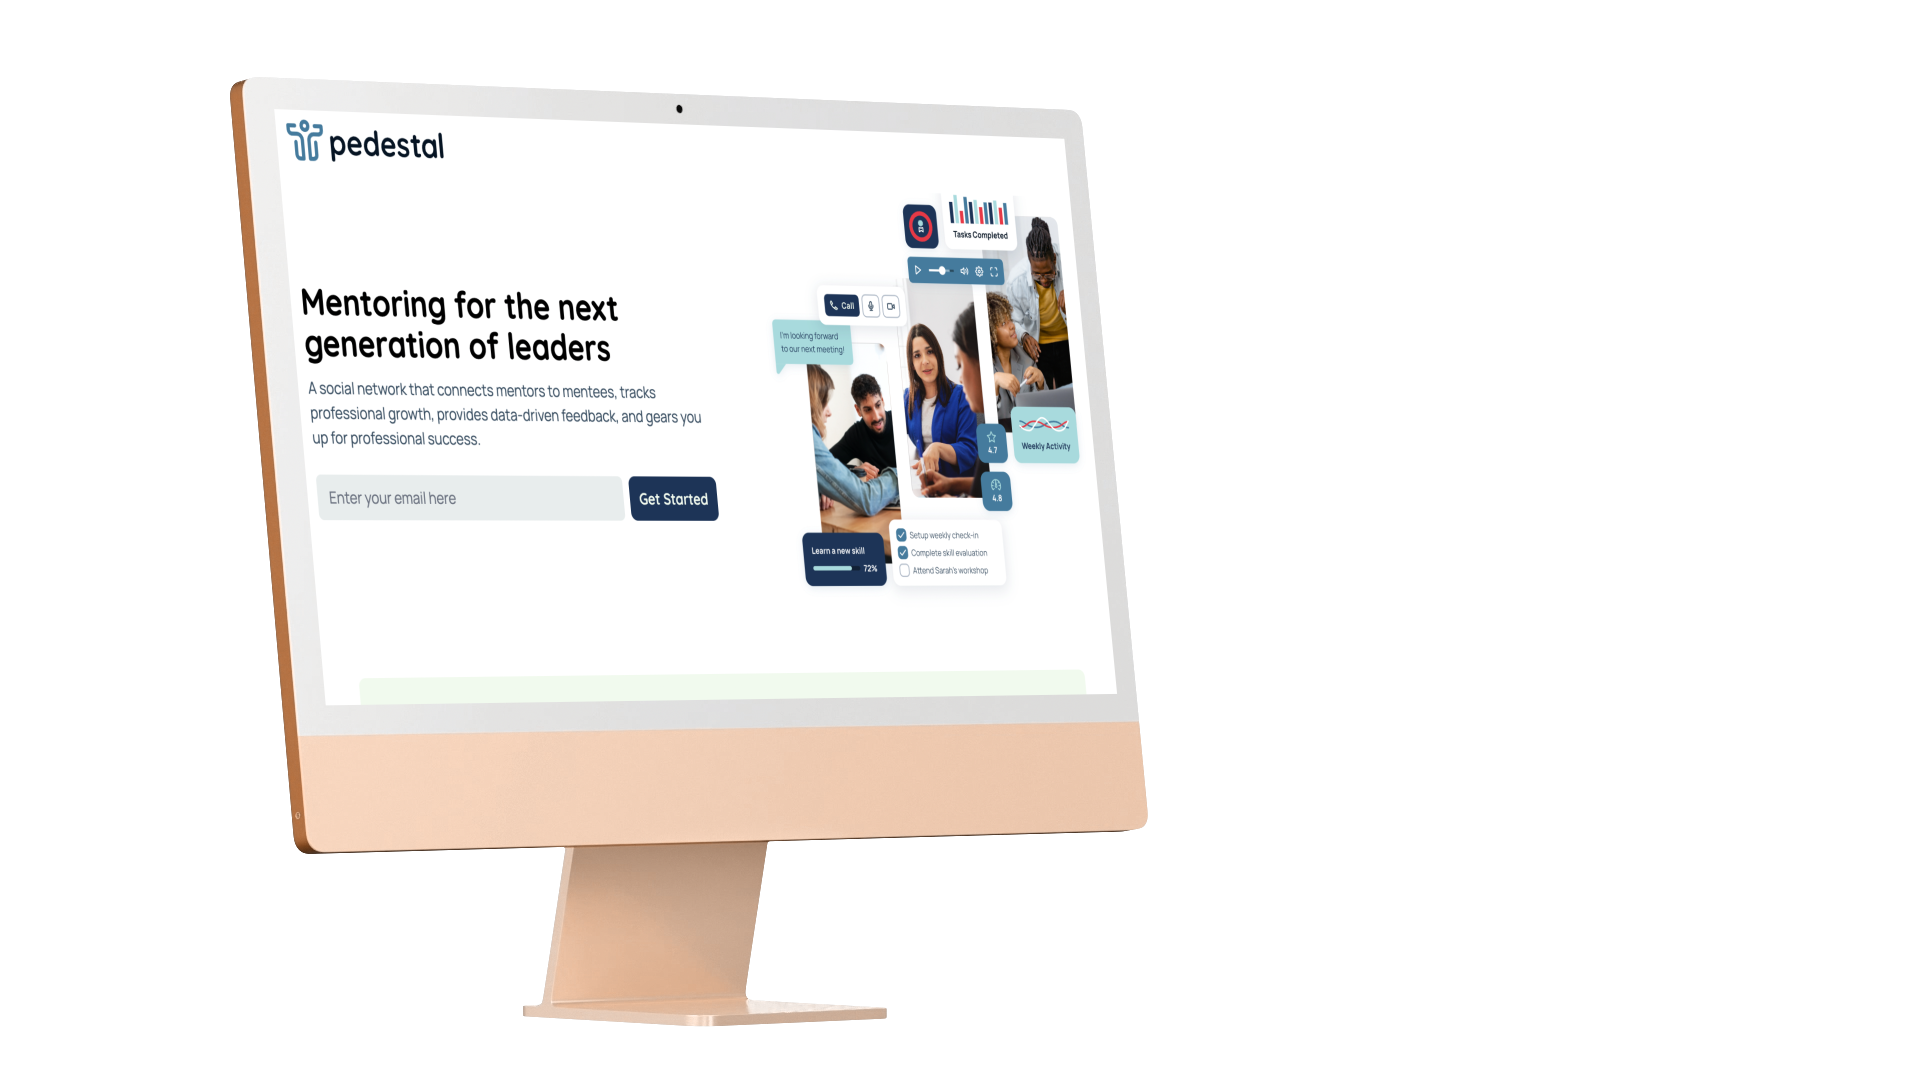 pedestal
Mentoring for the next
generation of leaders
A social network that connects mentors to mentees, tracks
professional growth, provides data-driven feedback, and gears you
up for professional success.
Enter your email here
Get Started
Tasks Completed
Call
I'm looking forward
to our next meeting!
4.7
Weekly Activity
4.8
Learn a new skill
72%
Setup weekly check-in
Complete skill evaluation
Attend Sarah's workshop